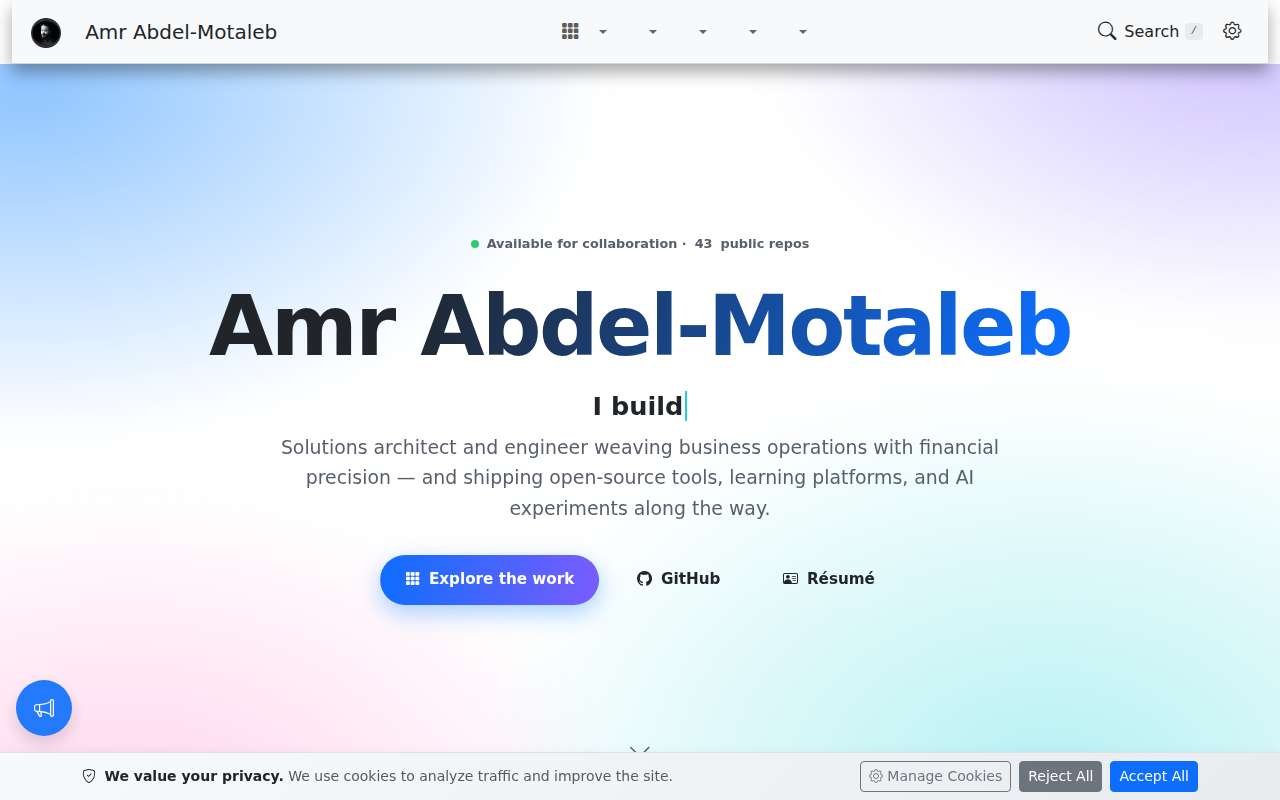 Amr Abdel-Motaleb
Search /
Available for collaboration · 43 public repos
Amr Abdel-Motaleb
I build
Solutions architect and engineer weaving business operations with financial
precision — and shipping open-source tools, learning platforms, and AI
experiments along the way.
Explore the work
GitHub
Résumé
We value your privacy. We use cookies to analyze traffic and improve the site.
Manage Cookies
Reject All
Accept All